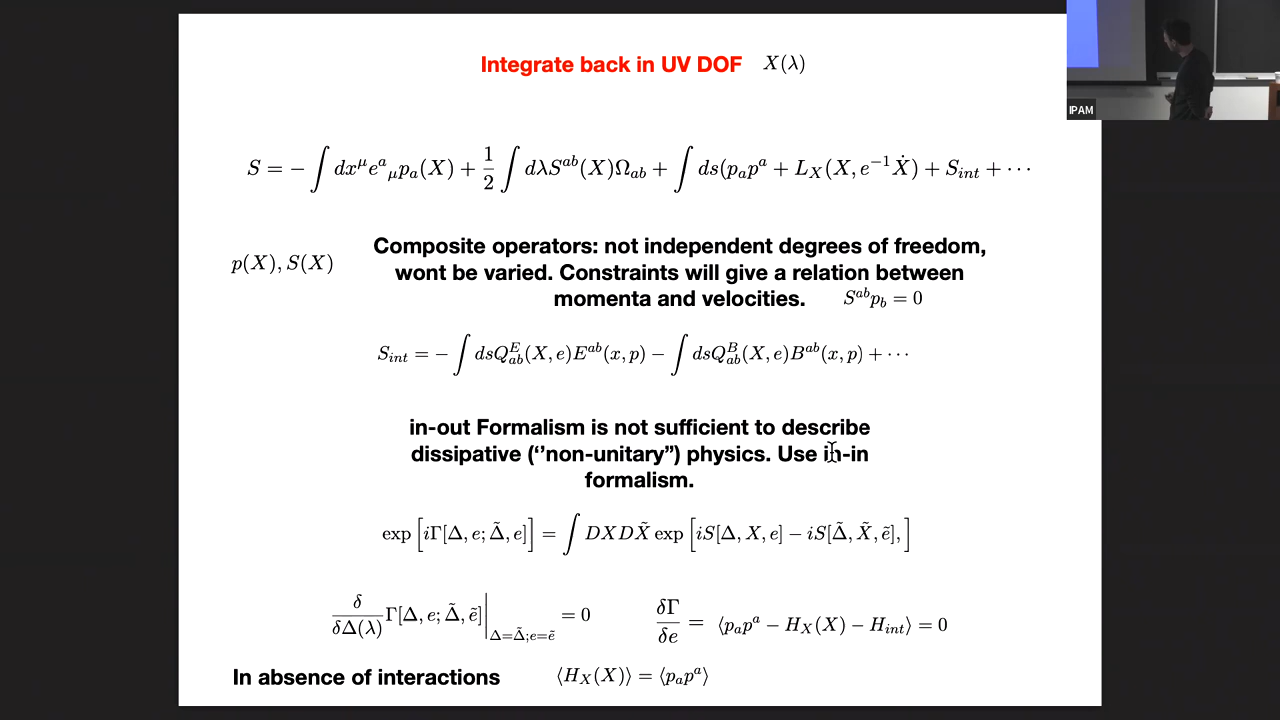 Integrate back in UV DOF X(λ)
IPAM
S = − ∫ dx^μ e^a_μ p_a(X) + 1/2 ∫ dλ S^{ab}(X)Ω_{ab} + ∫ ds(p_a p^a + L_X(X, e^{−1}Ẋ) + S_{int} + ⋯
Composite operators: not independent degrees of freedom,
p(X), S(X)
wont be varied. Constraints will give a relation between
momenta and velocities. S^{ab}p_b = 0
S_{int} = − ∫ dsQ^E_{ab}(X, e)E^{ab}(x, p) − ∫ dsQ^B_{ab}(X, e)B^{ab}(x, p) + ⋯
in-out Formalism is not sufficient to describe
dissipative (‘’non-unitary”) physics. Use in-in
formalism.
exp [iΓ[Δ, e; Δ̃, e]] = ∫ DXDX̃ exp [iS[Δ, X, e] − iS[Δ̃, X̃, ẽ], ]
δ/δΔ(λ) Γ[Δ, e; Δ̃, ẽ]|_{Δ=Δ̃;e=ẽ} = 0 δΓ/δe = ⟨p_a p^a − H_X(X) − H_{int}⟩ = 0
In absence of interactions ⟨H_X(X)⟩ = ⟨p_a p^a⟩